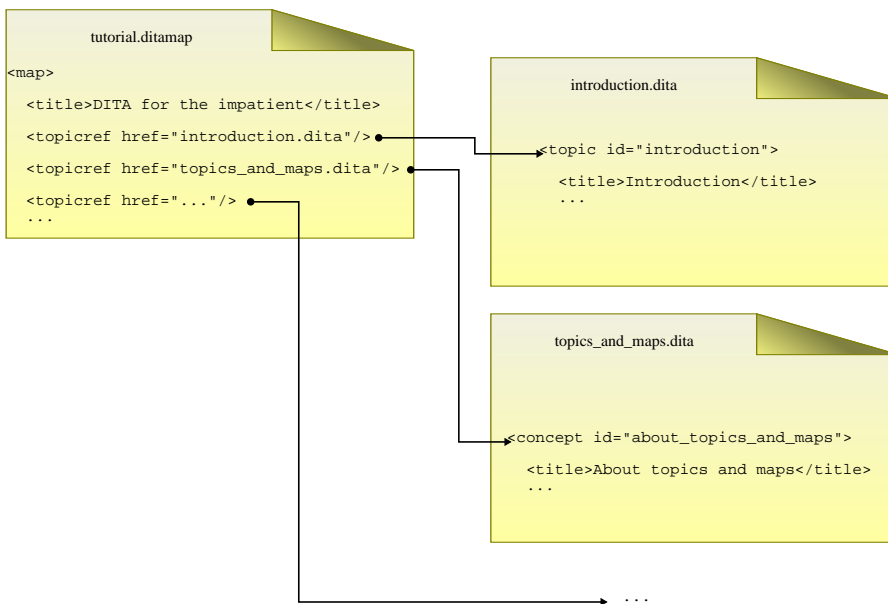 tutorial.ditamap
<map>
<title>DITA for the impatient</title>
<topicref href="introduction.dita"/>
<topicref href="topics_and_maps.dita"/>
<topicref href="..."/>
...
introduction.dita
<topic id="introduction">
<title>Introduction</title>
...
topics_and_maps.dita
<concept id="about_topics_and_maps">
<title>About topics and maps</title>
...
...